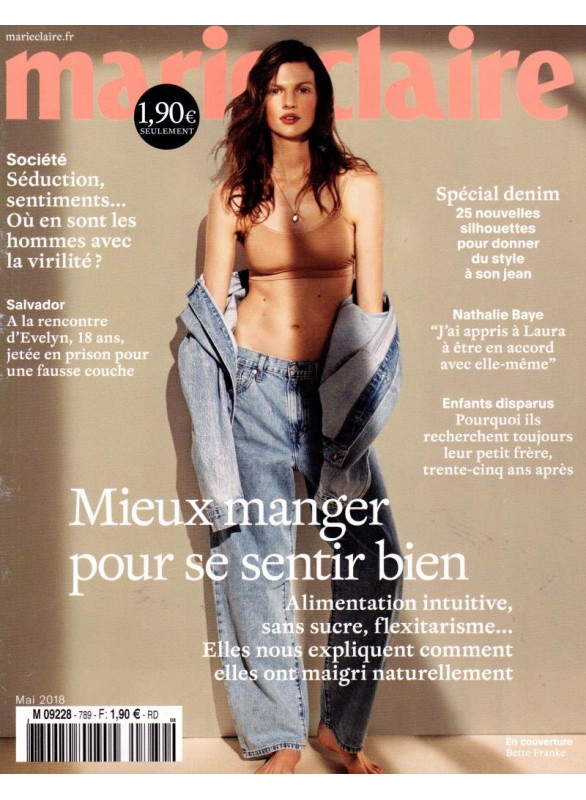 marieclaire.fr
marie claire
1,90€
SEULEMENT
Société
Séduction,
sentiments...
Où en sont les
hommes avec
la virilité ?
Salvador
A la rencontre
d’Evelyn, 18 ans,
jetée en prison pour
une fausse couche
Spécial denim
25 nouvelles
silhouettes
pour donner
du style
à son jean
Nathalie Baye
“J’ai appris à Laura
à être en accord
avec elle-même”
Enfants disparus
Pourquoi ils
recherchent toujours
leur petit frère,
trente-cinq ans après
Mieux manger
pour se sentir bien
Alimentation intuitive,
sans sucre, flexitarisme...
Elles nous expliquent comment
elles ont maigri naturellement
Mai 2018
M 09228 - 789 - F: 1,90 € - RD
En couverture
Bette Franke